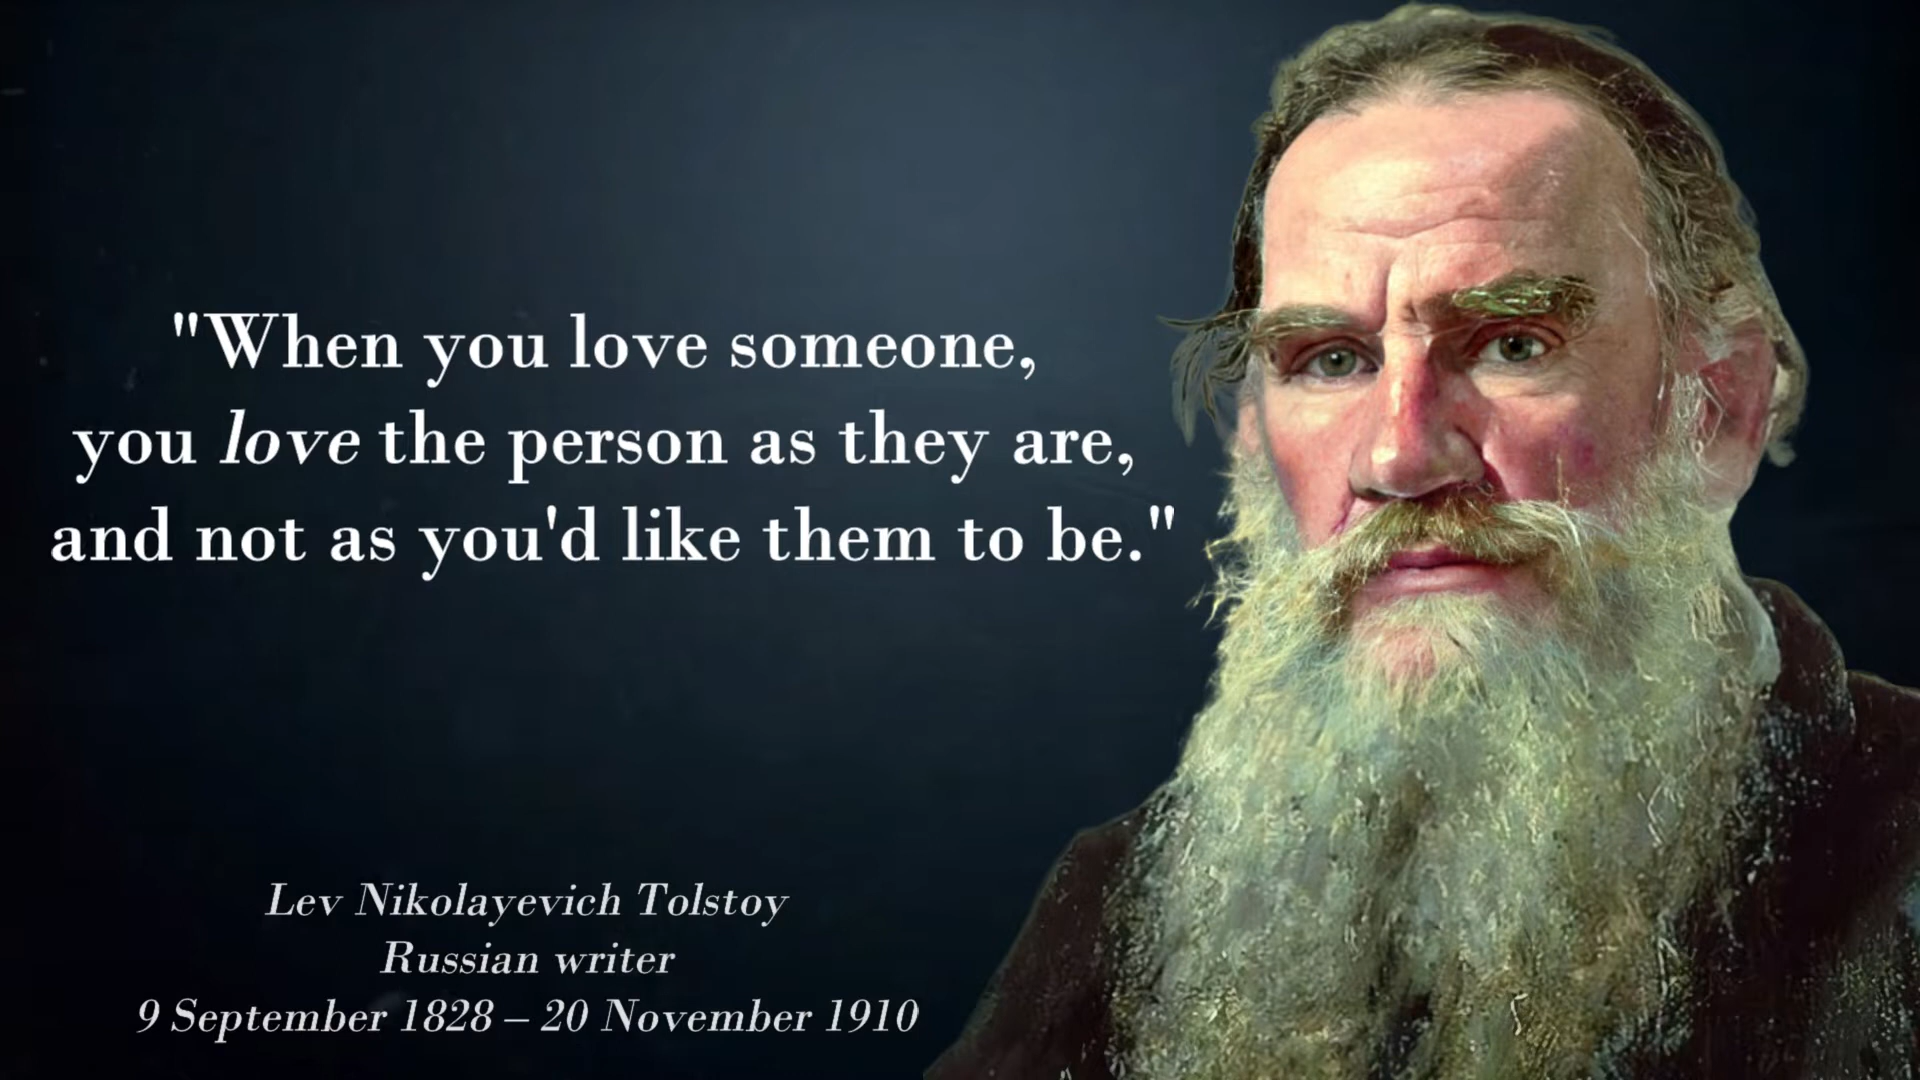 "When you love someone,
you love the person as they are,
and not as you'd like them to be."
Lev Nikolayevich Tolstoy
Russian writer
9 September 1828 – 20 November 1910